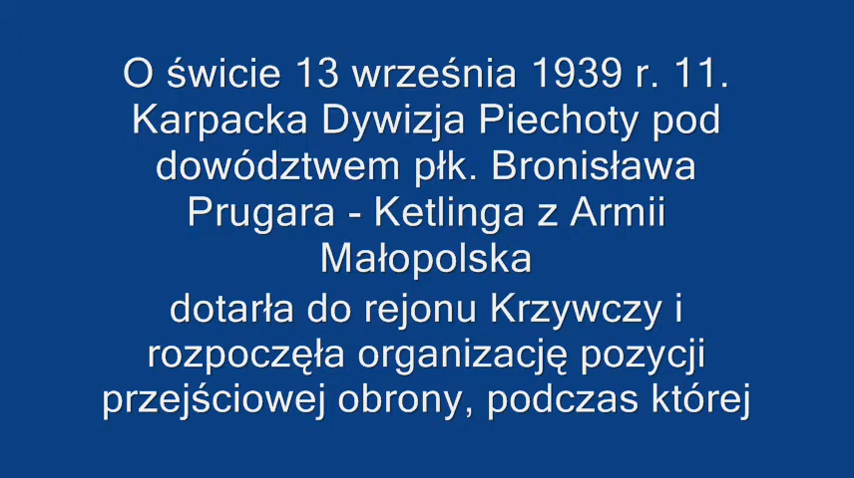 O świcie 13 września 1939 r. 11.
Karpacka Dywizja Piechoty pod
dowództwem płk. Bronisława
Prugara - Ketlinga z Armii
Małopolska
dotarła do rejonu Krzywczy i
rozpoczęła organizację pozycji
przejściowej obrony, podczas której